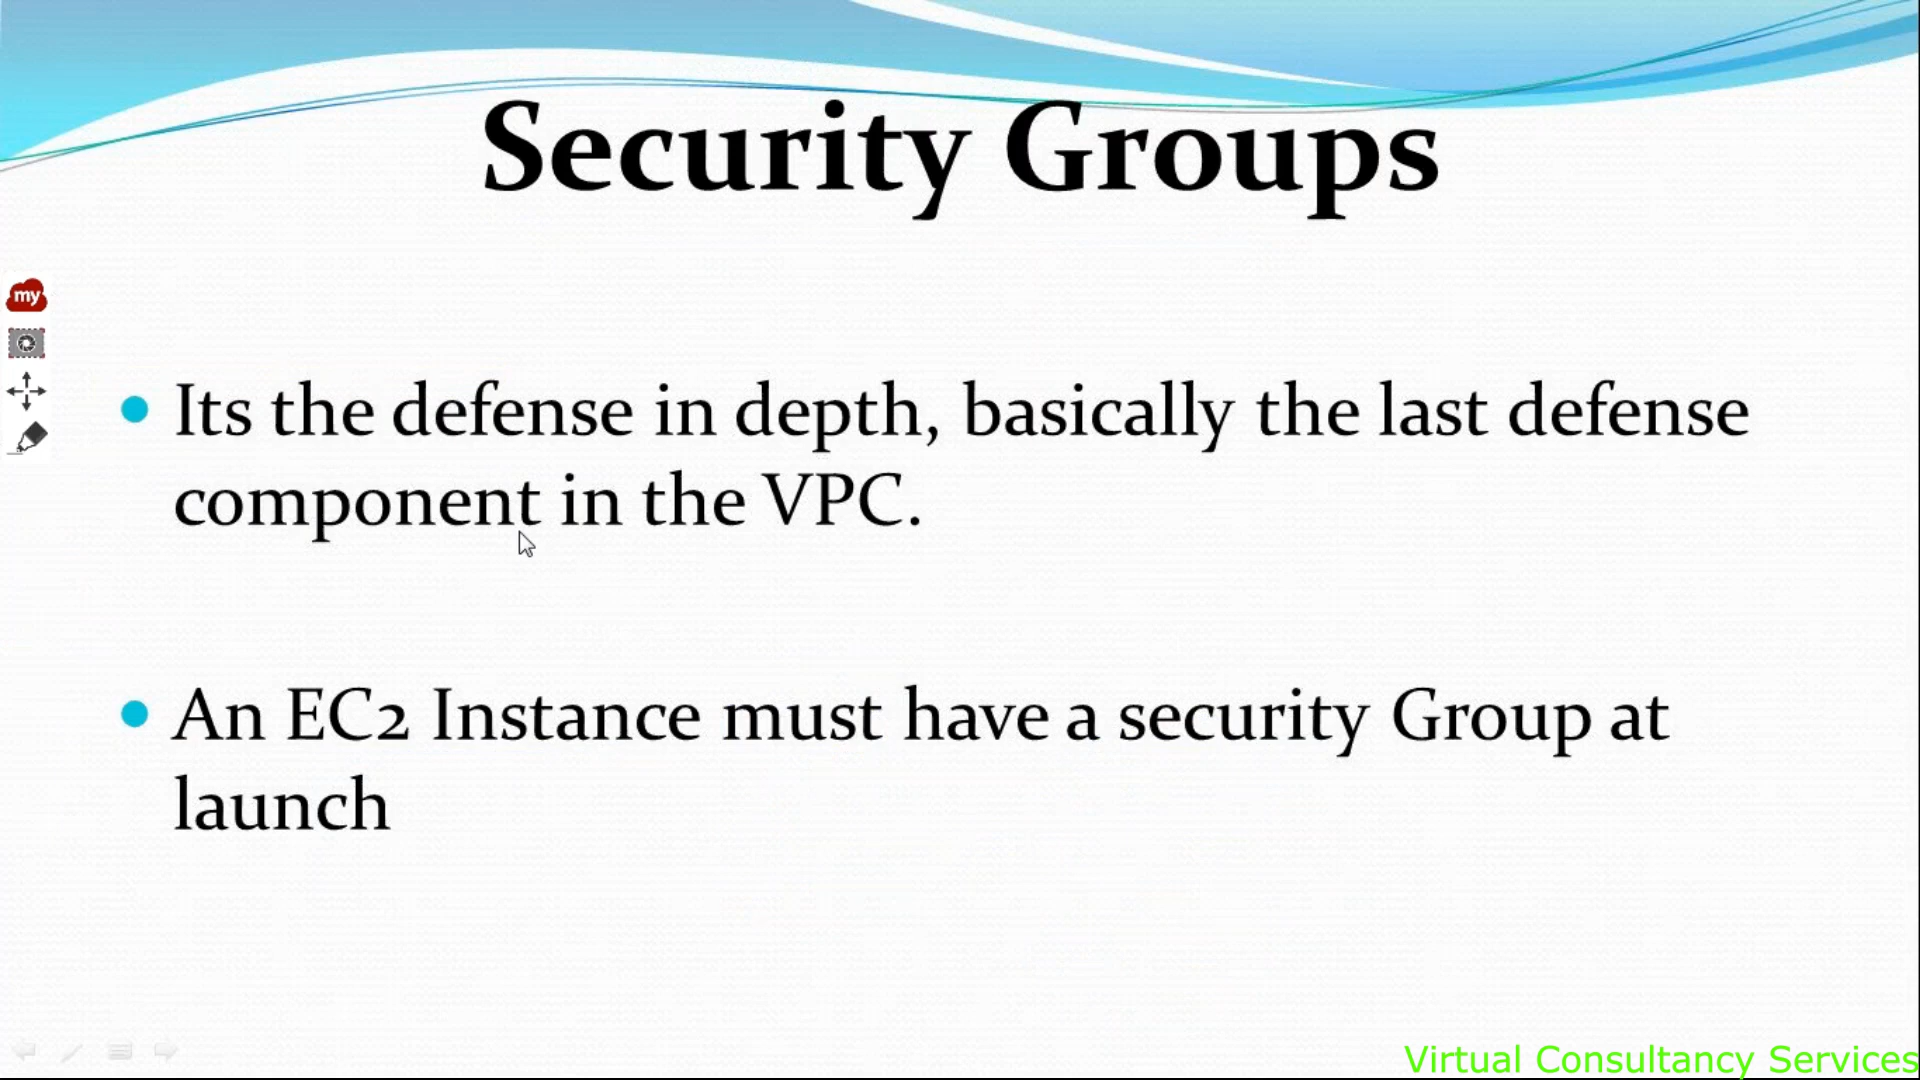 Security Groups
my
Its the defense in depth, basically the last defense
component in the VPC.
An EC2 Instance must have a security Group at
launch
Virtual Consultancy Services